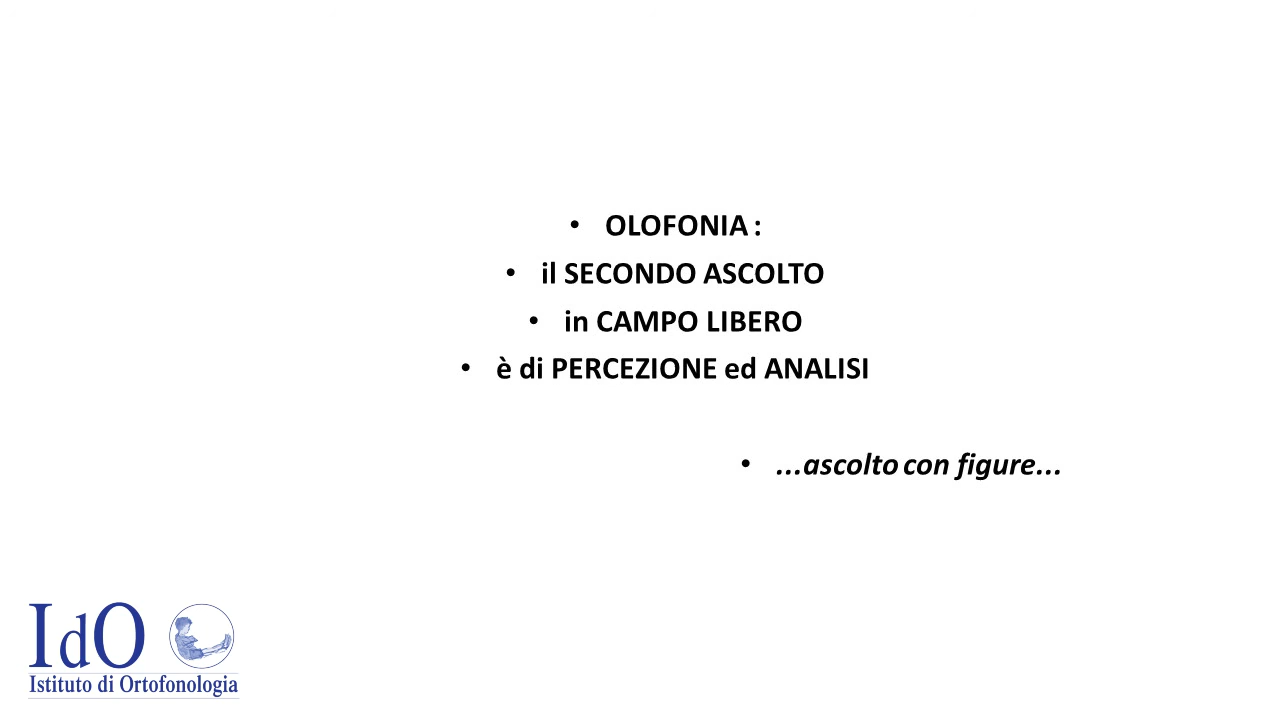 • OLOFONIA :
• il SECONDO ASCOLTO
• in CAMPO LIBERO
• è di PERCEZIONE ed ANALISI
• ...ascolto con figure...
IdO
Istituto di Ortofonologia